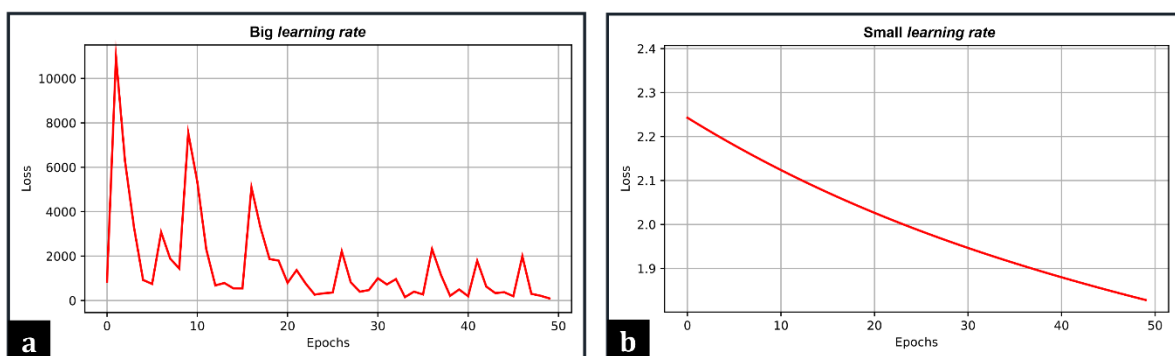 Big learning rate
10000
8000
6000
4000
2000
0
Loss
0 10 20 30 40 50
Epochs
a
Small learning rate
2.4
2.3
2.2
2.1
2.0
1.9
Loss
0 10 20 30 40 50
Epochs
b